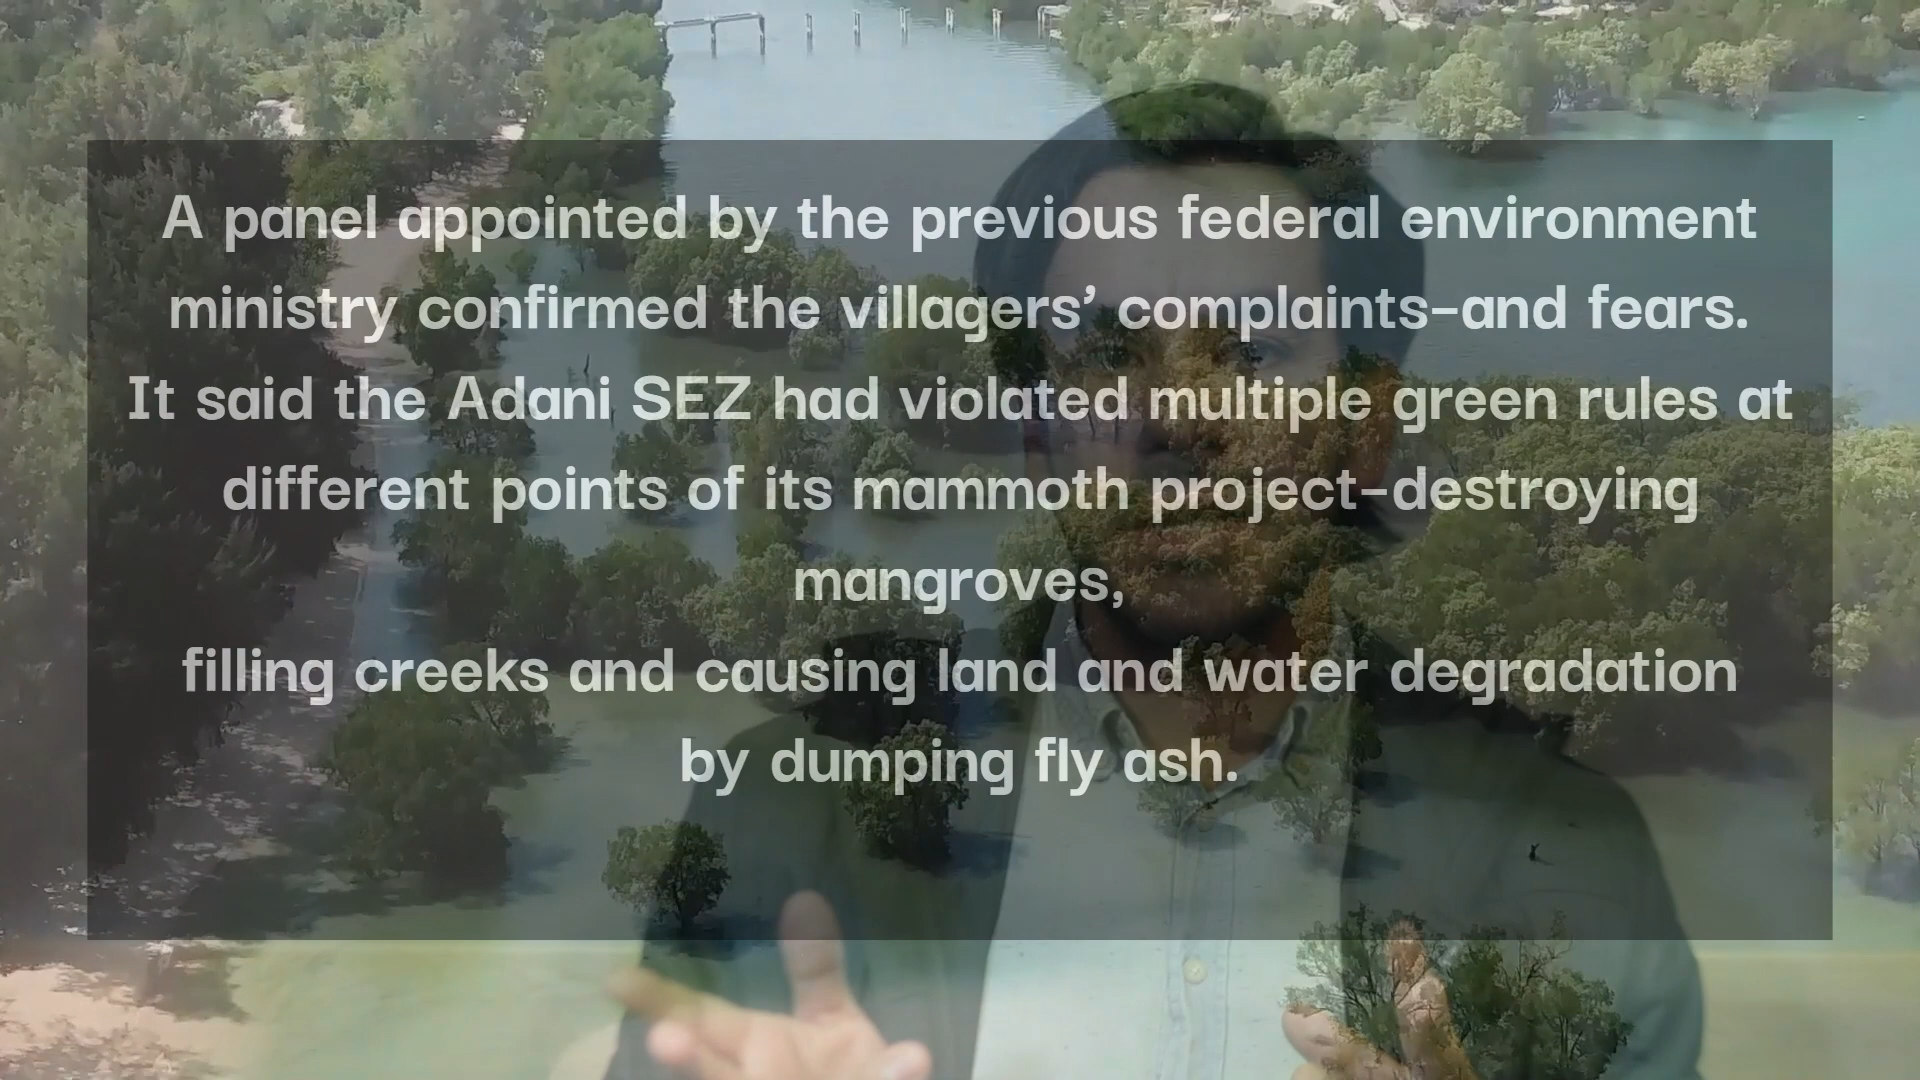 A panel appointed by the previous federal environment
ministry confirmed the villagers’ complaints–and fears.
It said the Adani SEZ had violated multiple green rules at
different points of its mammoth project–destroying
mangroves,
filling creeks and causing land and water degradation
by dumping fly ash.